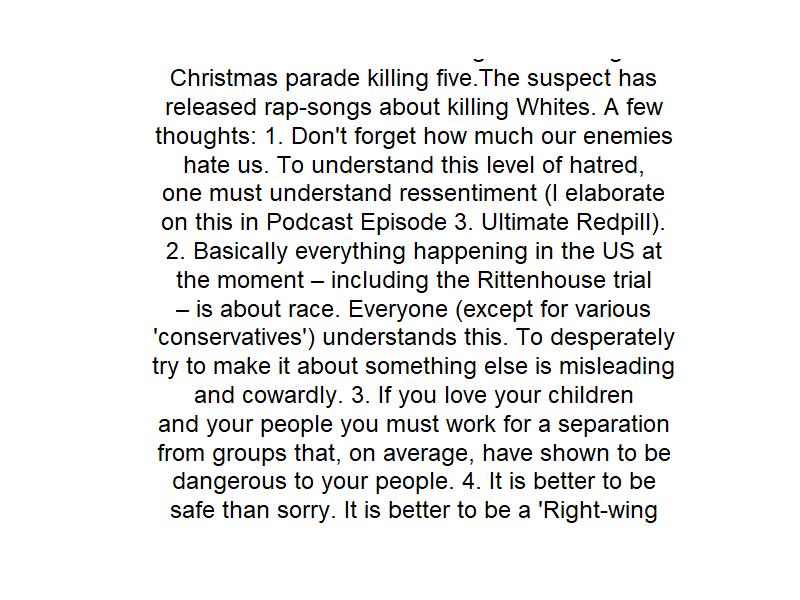 Christmas parade killing five.The suspect has
released rap-songs about killing Whites. A few
thoughts: 1. Don't forget how much our enemies
hate us. To understand this level of hatred,
one must understand ressentiment (I elaborate
on this in Podcast Episode 3. Ultimate Redpill).
2. Basically everything happening in the US at
the moment – including the Rittenhouse trial
– is about race. Everyone (except for various
'conservatives') understands this. To desperately
try to make it about something else is misleading
and cowardly. 3. If you love your children
and your people you must work for a separation
from groups that, on average, have shown to be
dangerous to your people. 4. It is better to be
safe than sorry. It is better to be a 'Right-wing